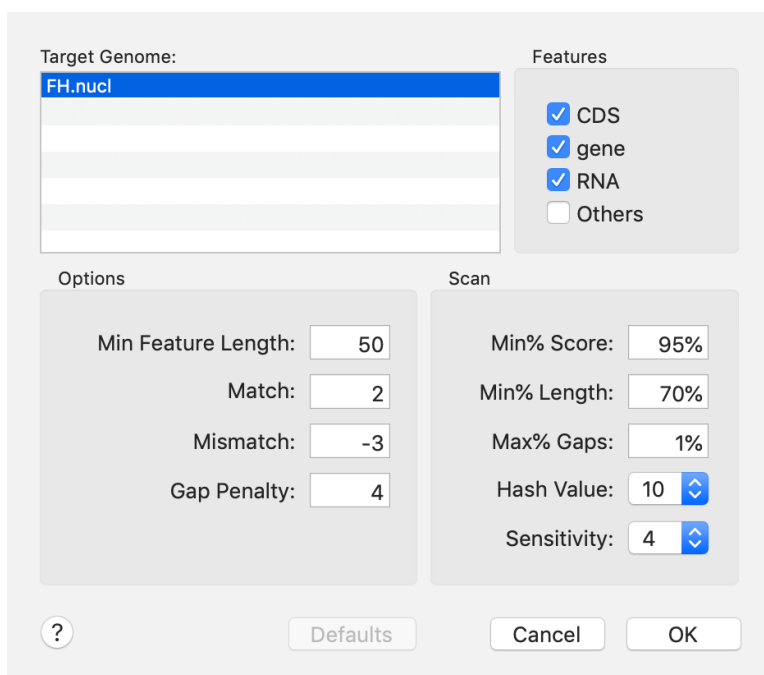 Target Genome:
FH.nucl
Features
CDS
gene
RNA
Others
Options
Min Feature Length: 50
Match: 2
Mismatch: -3
Gap Penalty: 4
Scan
Min% Score: 95%
Min% Length: 70%
Max% Gaps: 1%
Hash Value: 10
Sensitivity: 4
?
Defaults
Cancel
OK